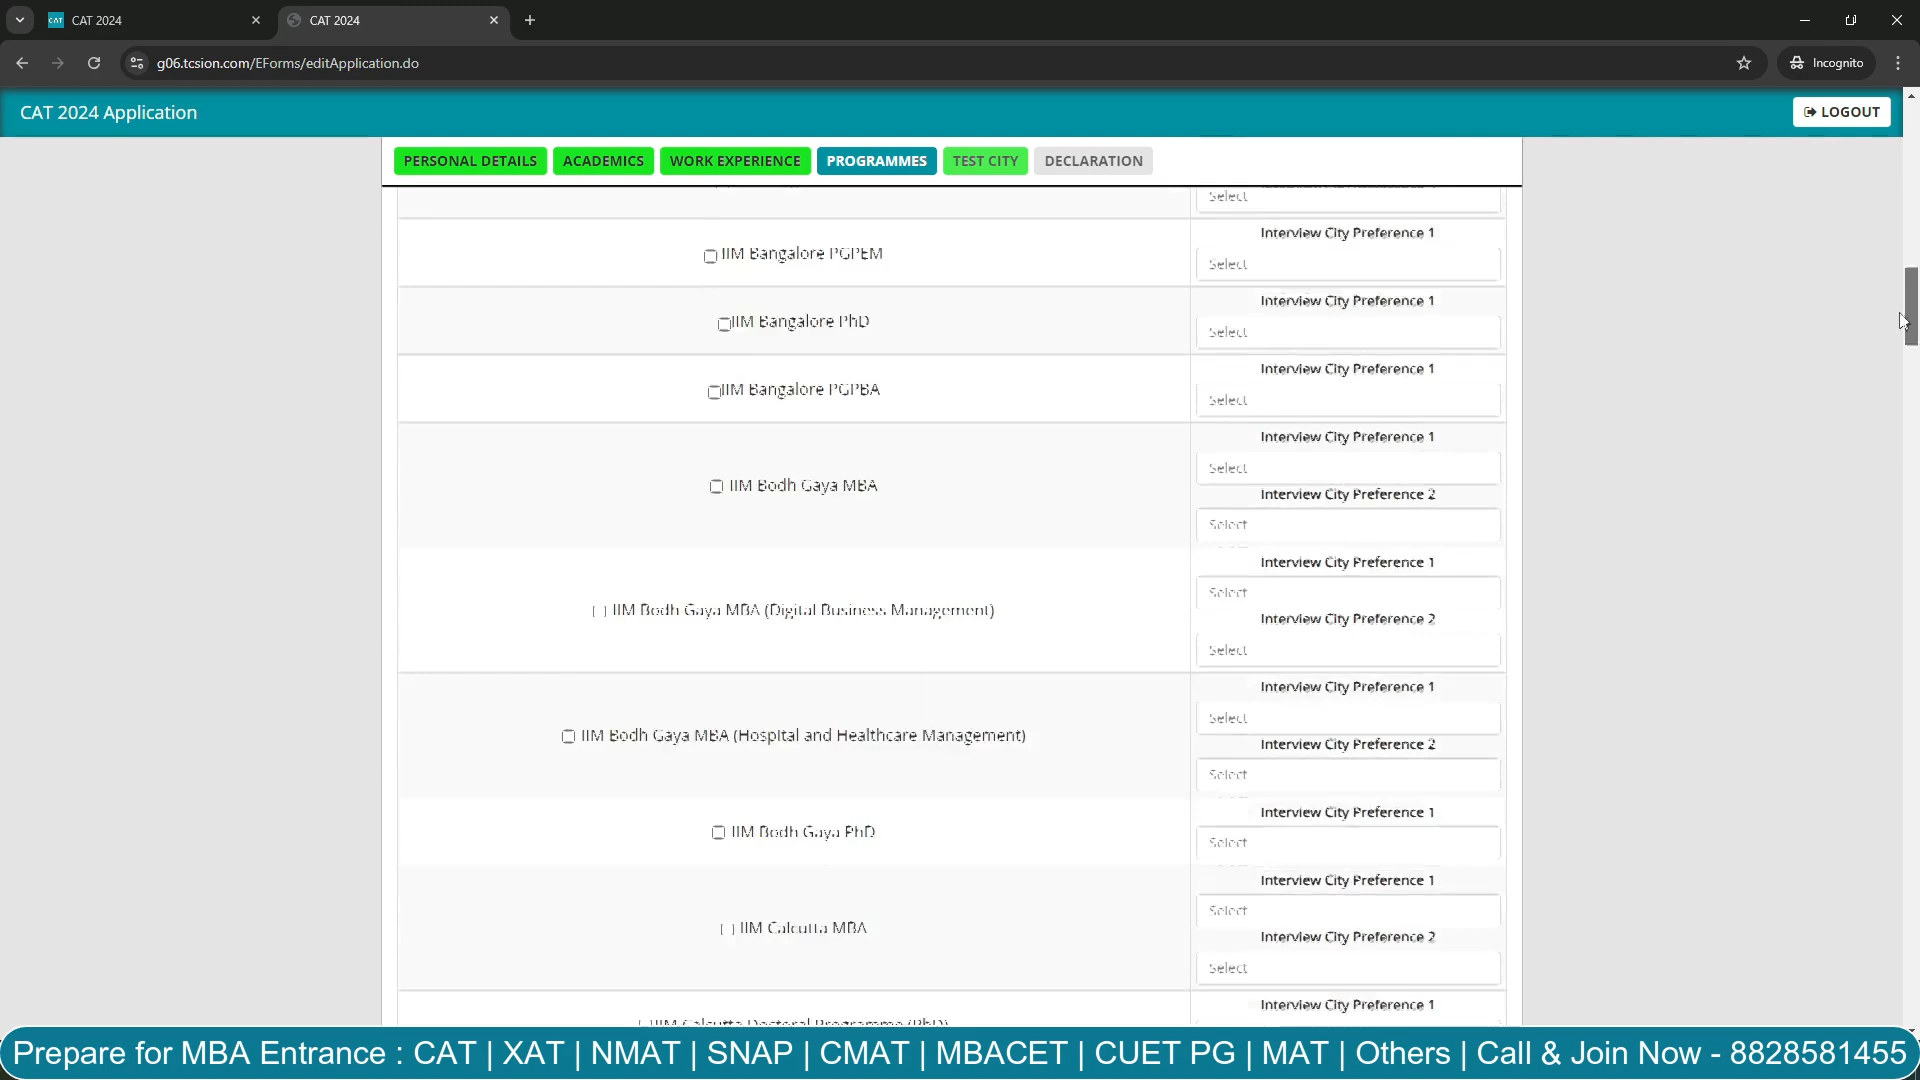 CAT 2024
CAT 2024
g06.tcsion.com/EForms/editApplication.do
Incognito
CAT 2024 Application
LOGOUT
PERSONAL DETAILS
ACADEMICS
WORK EXPERIENCE
PROGRAMMES
TEST CITY
DECLARATION
Select
IIM Bangalore PGPEM
Interview City Preference 1
Select
IIM Bangalore PhD
Interview City Preference 1
Select
IIM Bangalore PGPBA
Interview City Preference 1
Select
IIM Bodh Gaya MBA
Interview City Preference 1
Select
Interview City Preference 2
Select
IIM Bodh Gaya MBA (Digital Business Management)
Interview City Preference 1
Select
Interview City Preference 2
Select
IIM Bodh Gaya MBA (Hospital and Healthcare Management)
Interview City Preference 1
Select
Interview City Preference 2
Select
IIM Bodh Gaya PhD
Interview City Preference 1
Select
IIM Calcutta MBA
Interview City Preference 1
Select
Interview City Preference 2
Select
IIM Calcutta Doctoral Programme (PhD)
Interview City Preference 1
Prepare for MBA Entrance : CAT | XAT | NMAT | SNAP | CMAT | MBACET | CUET PG | MAT | Others | Call & Join Now - 8828581455